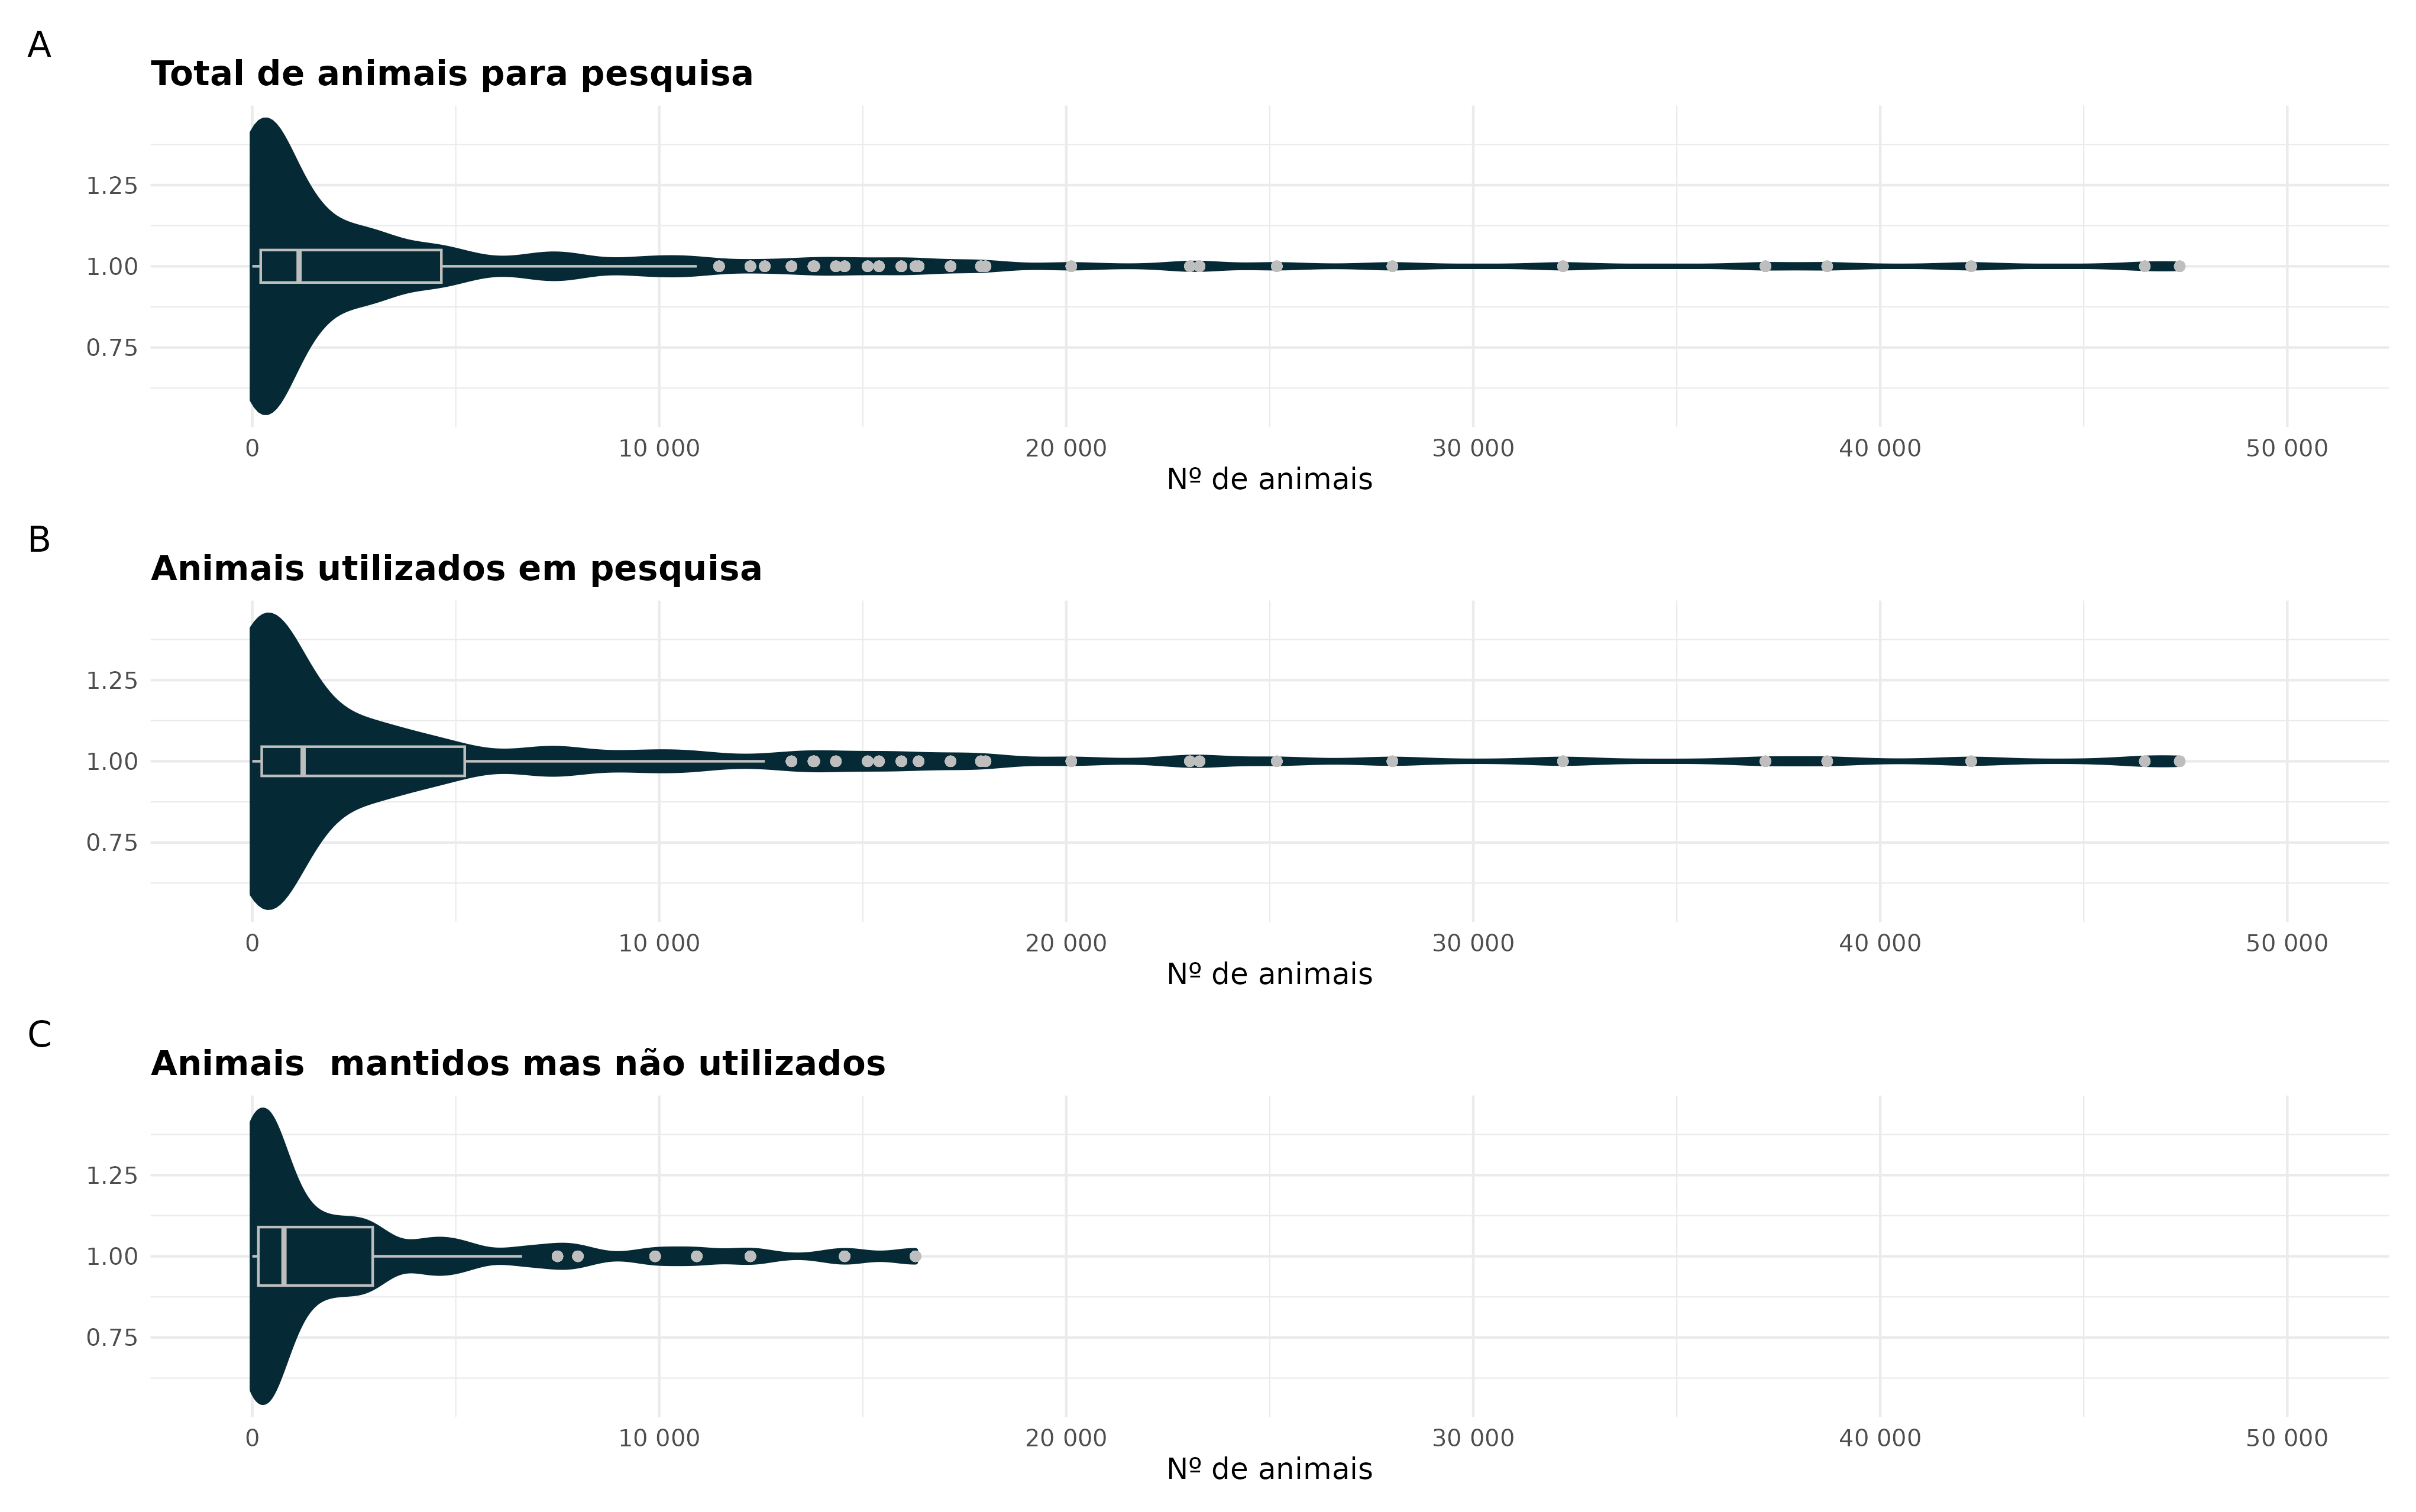 A
Total de animais para pesquisa
1.25
1.00
0.75
0 10 000 20 000 30 000 40 000 50 000
Nº de animais
B
Animais utilizados em pesquisa
1.25
1.00
0.75
0 10 000 20 000 30 000 40 000 50 000
Nº de animais
C
Animais  mantidos mas não utilizados
1.25
1.00
0.75
0 10 000 20 000 30 000 40 000 50 000
Nº de animais